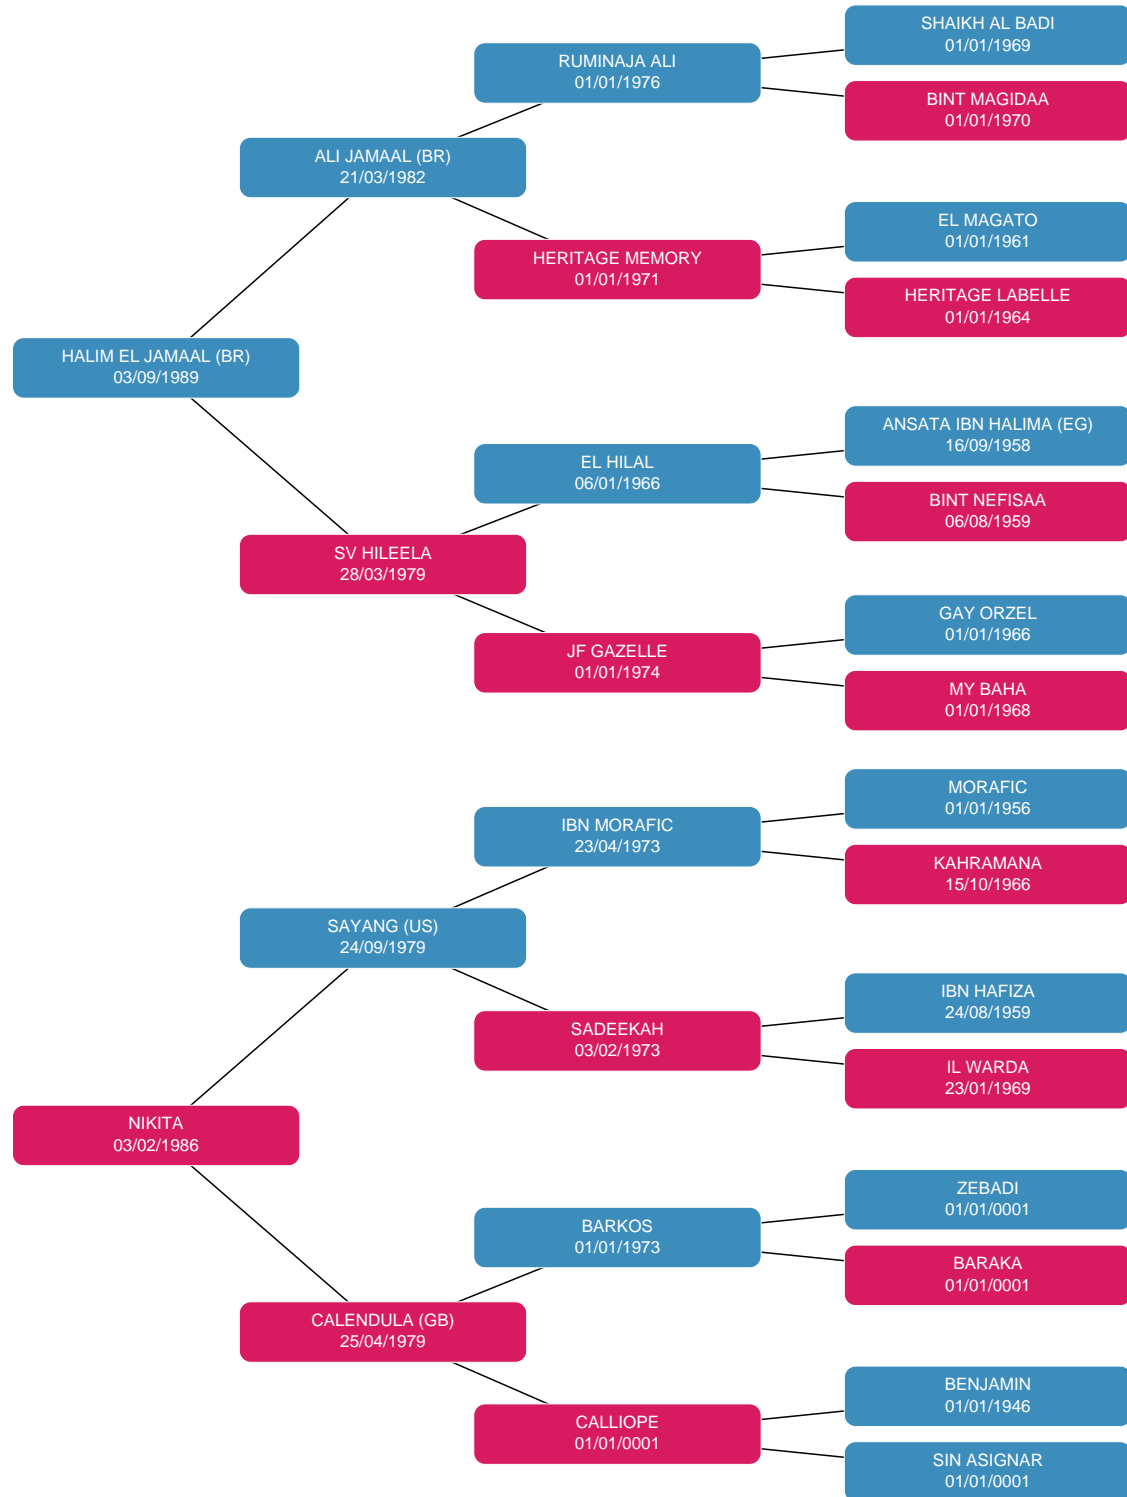 SHAIKH AL BADI
01/01/1969
RUMINAJA ALI
01/01/1976
BINT MAGIDAA
01/01/1970
ALI JAMAAL (BR)
21/03/1982
EL MAGATO
01/01/1961
HERITAGE MEMORY
01/01/1971
HERITAGE LABELLE
01/01/1964
HALIM EL JAMAAL (BR)
03/09/1989
ANSATA IBN HALIMA (EG)
16/09/1958
EL HILAL
06/01/1966
BINT NEFISAA
06/08/1959
SV HILEELA
28/03/1979
GAY ORZEL
01/01/1966
JF GAZELLE
01/01/1974
MY BAHA
01/01/1968
MORAFIC
01/01/1956
IBN MORAFIC
23/04/1973
KAHRAMANA
15/10/1966
SAYANG (US)
24/09/1979
IBN HAFIZA
24/08/1959
SADEEKAH
03/02/1973
IL WARDA
23/01/1969
NIKITA
03/02/1986
ZEBADI
01/01/0001
BARKOS
01/01/1973
BARAKA
01/01/0001
CALENDULA (GB)
25/04/1979
BENJAMIN
01/01/1946
CALLIOPE
01/01/0001
SIN ASIGNAR
01/01/0001